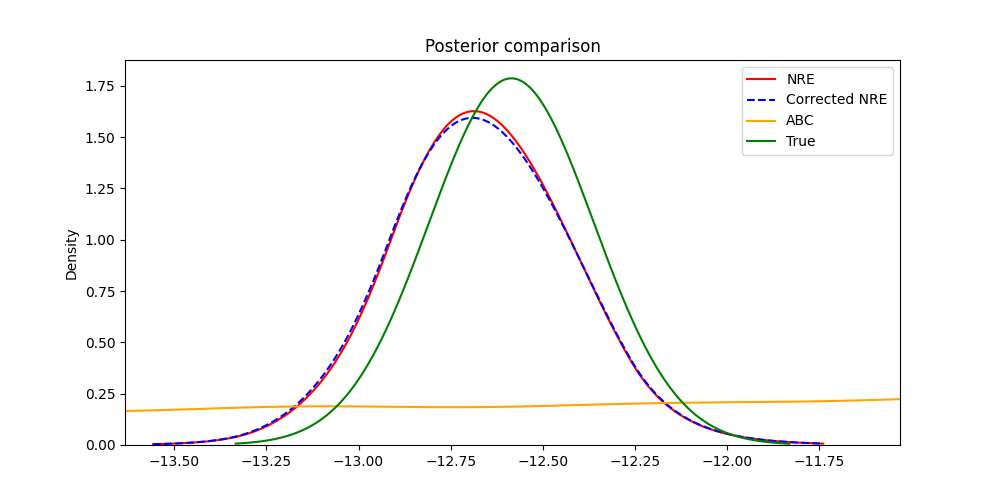 Posterior comparison
NRE
Corrected NRE
ABC
True
Density
1.75
1.50
1.25
1.00
0.75
0.50
0.25
0.00
−13.50 −13.25 −13.00 −12.75 −12.50 −12.25 −12.00 −11.75